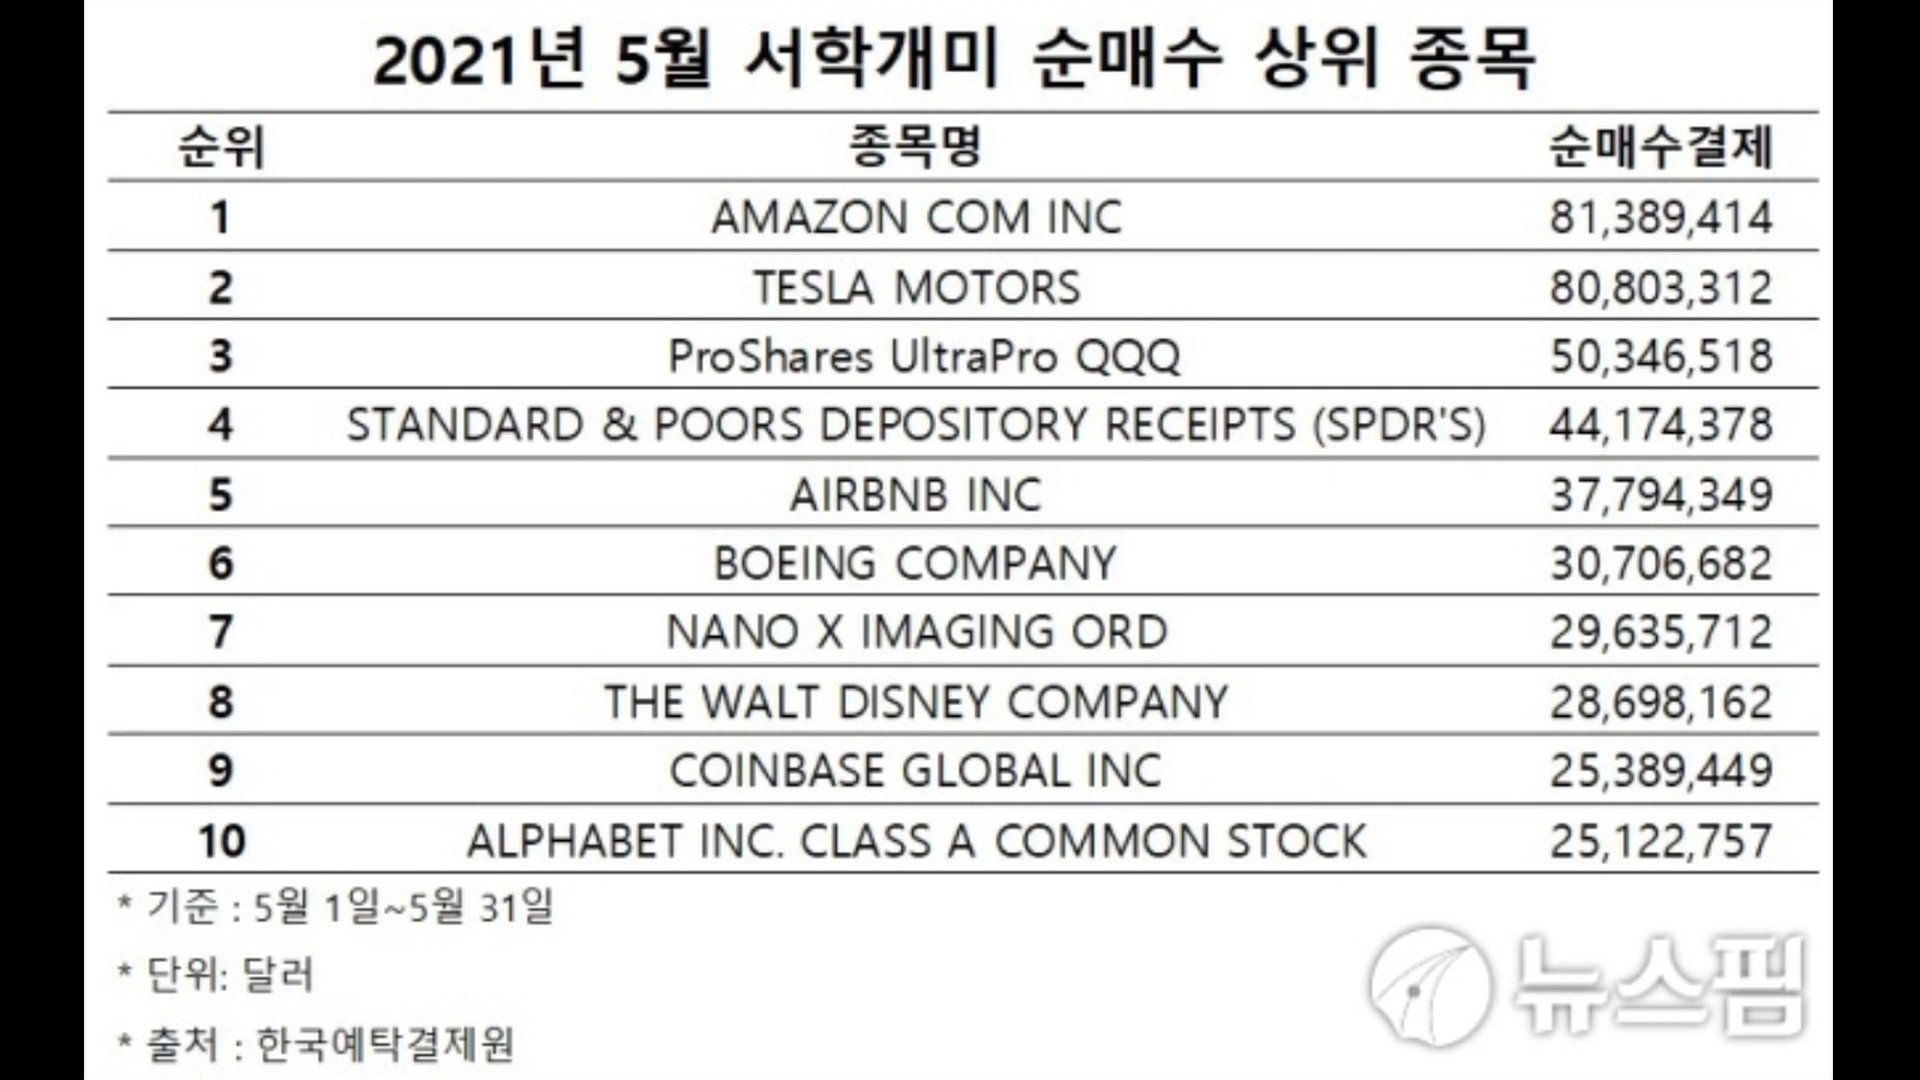 2021년 5월 서학개미 순매수 상위 종목
순위 종목명 순매수결제
1 AMAZON COM INC 81,389,414
2 TESLA MOTORS 80,803,312
3 ProShares UltraPro QQQ 50,346,518
4 STANDARD & POORS DEPOSITORY RECEIPTS (SPDR'S) 44,174,378
5 AIRBNB INC 37,794,349
6 BOEING COMPANY 30,706,682
7 NANO X IMAGING ORD 29,635,712
8 THE WALT DISNEY COMPANY 28,698,162
9 COINBASE GLOBAL INC 25,389,449
10 ALPHABET INC. CLASS A COMMON STOCK 25,122,757
* 기준 : 5월 1일~5월 31일
* 단위: 달러
* 출처 : 한국예탁결제원
뉴스핌